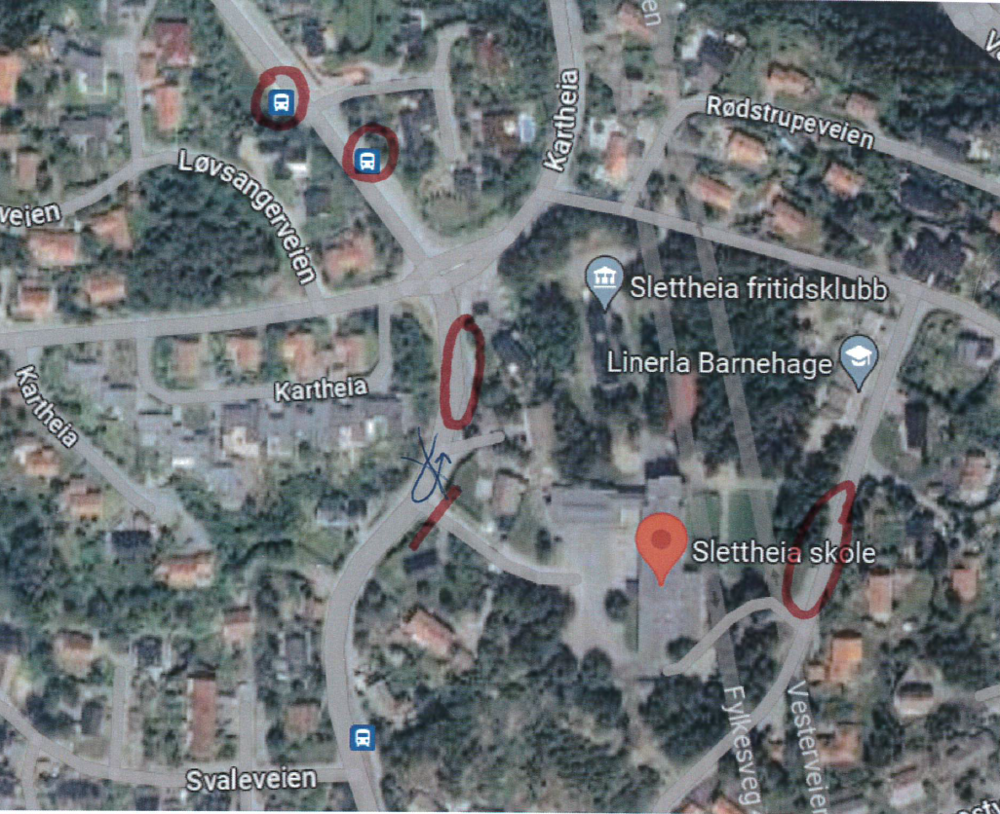 Kartheia
Rødstrupeveien
Løvsangerveien
veien
Slettheia fritidsklubb
Linerla Barnehage
Kartheia
Kartheia
Slettheia skole
Fylkesveg
Vesterveien
Svaleveien